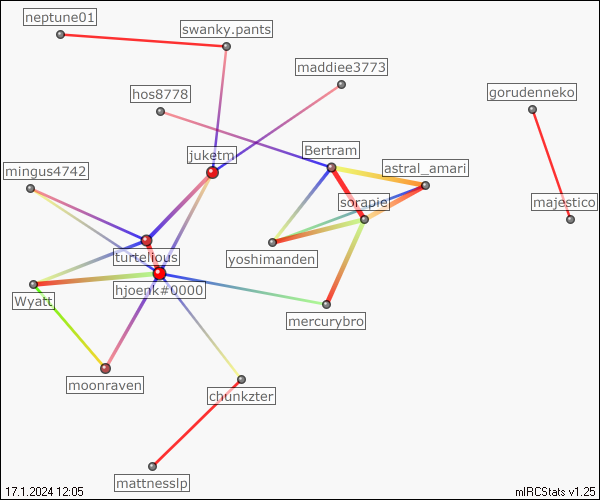 neptune01
swanky.pants
maddiee3773
hos8778
gorudenneko
Bertram
juketm
mingus4742
astral_amari
sorapie
majestico
turtelious
yoshimanden
hjoenk#0000
Wyatt
mercurybro
moonraven
chunkzter
mattnesslp
17.1.2024 12:05
mIRCStats v1.25